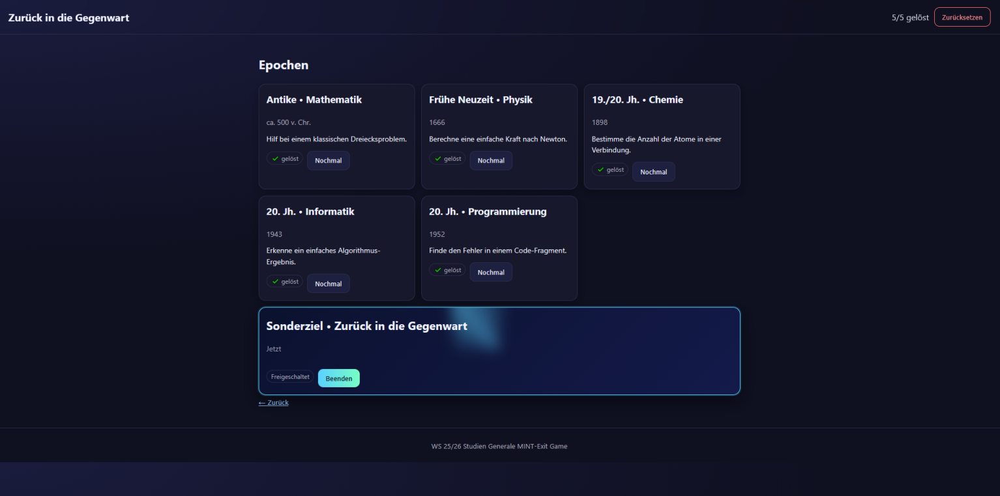 Zurück in die Gegenwart
5/5 gelöst
Zurücksetzen
Epochen
Antike • Mathematik
ca. 500 v. Chr.
Hilf bei einem klassischen Dreiecksproblem.
✓ gelöst
Nochmal
Frühe Neuzeit • Physik
1666
Berechne eine einfache Kraft nach Newton.
✓ gelöst
Nochmal
19./20. Jh. • Chemie
1898
Bestimme die Anzahl der Atome in einer
Verbindung.
✓ gelöst
Nochmal
20. Jh. • Informatik
1943
Erkenne ein einfaches Algorithmus-
Ergebnis.
✓ gelöst
Nochmal
20. Jh. • Programmierung
1952
Finde den Fehler in einem Code-Fragment.
✓ gelöst
Nochmal
Sonderziel • Zurück in die Gegenwart
Jetzt
Freigeschaltet
Beenden
← Zurück
WS 25/26 Studien Generale MINT-Exit Game